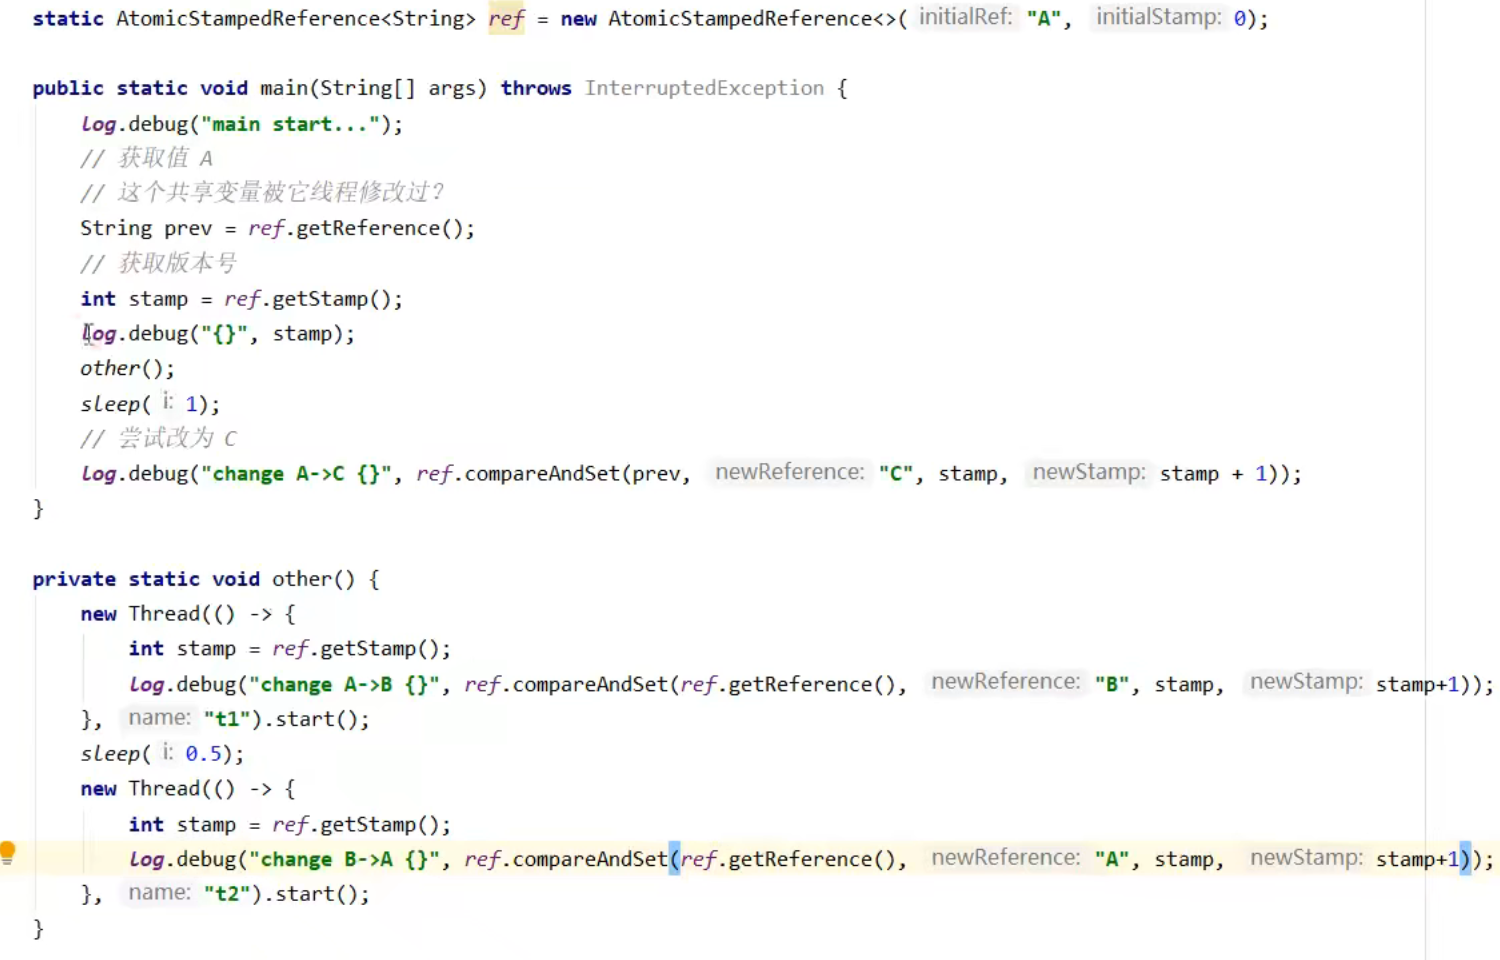 static AtomicStampedReference<String> ref = new AtomicStampedReference<>( initialRef: "A", initialStamp: 0);
public static void main(String[] args) throws InterruptedException {
log.debug("main start...");
// 获取值 A
// 这个共享变量被它线程修改过?
String prev = ref.getReference();
// 获取版本号
int stamp = ref.getStamp();
log.debug("{}", stamp);
other();
sleep( i: 1);
// 尝试改为 C
log.debug("change A->C {}", ref.compareAndSet(prev, newReference: "C", stamp, newStamp: stamp + 1));
}
private static void other() {
new Thread(() -> {
int stamp = ref.getStamp();
log.debug("change A->B {}", ref.compareAndSet(ref.getReference(), newReference: "B", stamp, newStamp: stamp+1));
}, name: "t1").start();
sleep( i: 0.5);
new Thread(() -> {
int stamp = ref.getStamp();
log.debug("change B->A {}", ref.compareAndSet(ref.getReference(), newReference: "A", stamp, newStamp: stamp+1));
}, name: "t2").start();
}